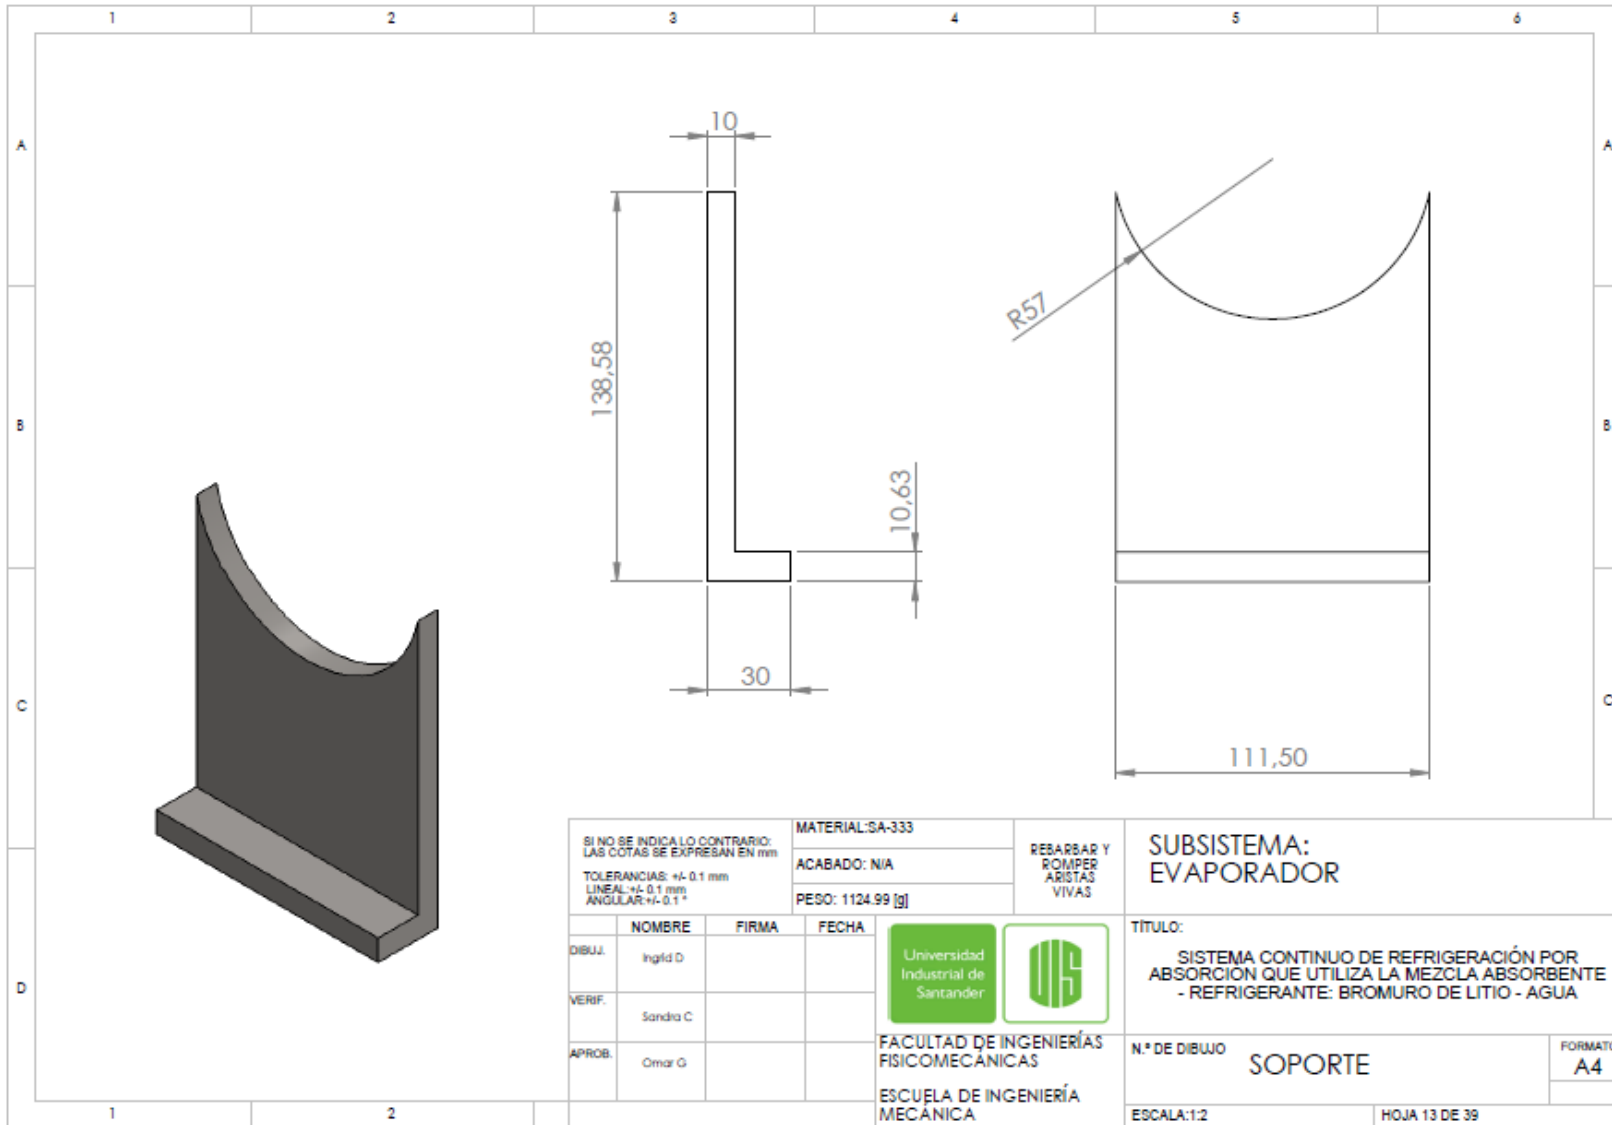 1 2 3 4 5 6
A A
10
R57
138,58
B B
10,63
30
C C
111,50
SI NO SE INDICA LO CONTRARIO:
LAS COTAS SE EXPRESAN EN mm
TOLERANCIAS: +/- 0.1 mm
LINEAL:+/- 0.1 mm
ANGULAR:+/- 0.1 °
MATERIAL:SA-333
ACABADO: N/A
PESO: 1124.99 [g]
REBARBAR Y
ROMPER
ARISTAS
VIVAS
SUBSISTEMA:
EVAPORADOR
NOMBRE FIRMA FECHA
DIBUJ. Ingrid D
VERIF. Sandra C
APROB. Omar G
Universidad
Industrial de
Santander
UIS
FACULTAD DE INGENIERÍAS
FISICOMECÁNICAS
ESCUELA DE INGENIERÍA
MECÁNICA
TÍTULO:
SISTEMA CONTINUO DE REFRIGERACIÓN POR
ABSORCIÓN QUE UTILIZA LA MEZCLA ABSORBENTE
- REFRIGERANTE: BROMURO DE LITIO - AGUA
N.º DE DIBUJO SOPORTE
FORMATO
A4
ESCALA:1:2 HOJA 13 DE 39
D
1 2